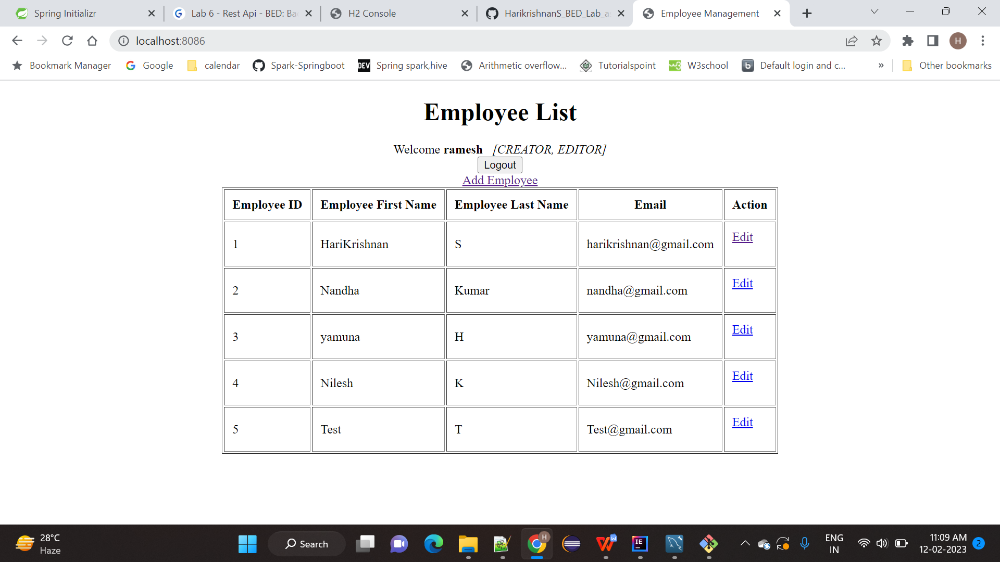 Spring Initializr
Lab 6 - Rest Api - BED: Ba
H2 Console
HarikrishnanS_BED_Lab_a
Employee Management
localhost:8086
H
Bookmark Manager
Google
calendar
Spark-Springboot
DEV
Spring spark,hive
Arithmetic overflow...
Tutorialspoint
W3school
Default login and c...
»
Other bookmarks
Employee List
Welcome ramesh [CREATOR, EDITOR]
Logout
Add Employee
Employee ID Employee First Name Employee Last Name Email Action
1 HariKrishnan S harikrishnan@gmail.com Edit
2 Nandha Kumar nandha@gmail.com Edit
3 yamuna H yamuna@gmail.com Edit
4 Nilesh K Nilesh@gmail.com Edit
5 Test T Test@gmail.com Edit
28°C
Haze
Search
H
IE
ENG
IN
11:09 AM
12-02-2023
2